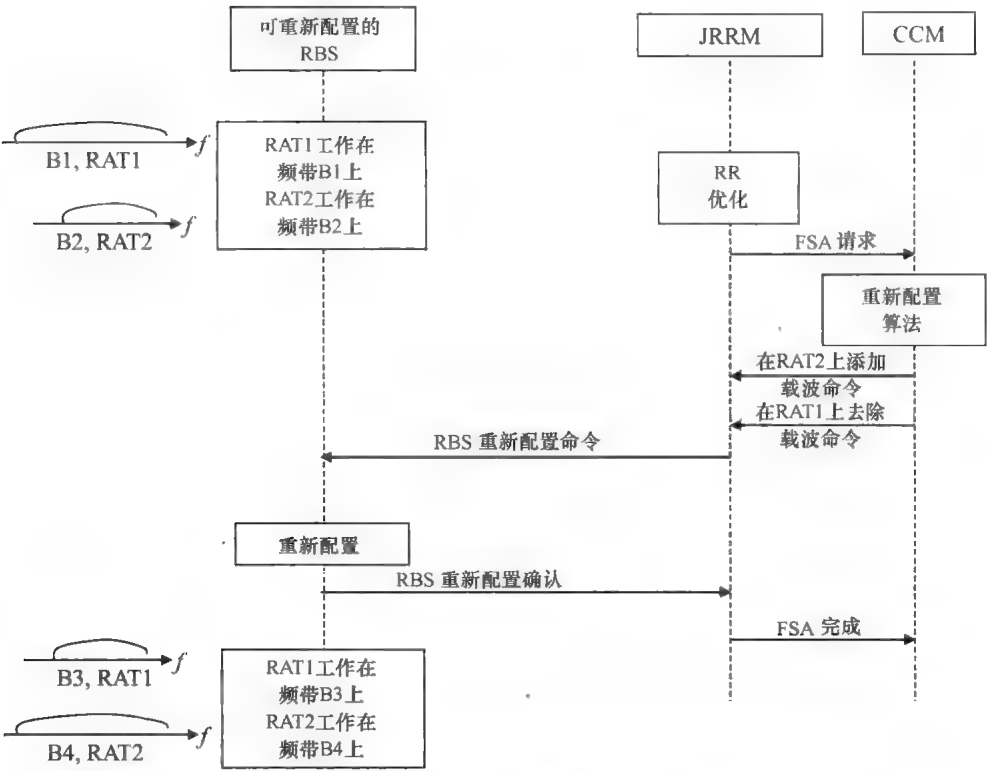 可重新配置的
RBS
JRRM
CCM
f
B1, RAT1
RAT1工作在
频带B1上
RAT2工作在
频带B2上
f
B2, RAT2
RR
优化
FSA 请求
重新配置
算法
在RAT2上添加
载波命令
在RAT1上去除
载波命令
RBS 重新配置命令
重新配置
RBS 重新配置确认
FSA 完成
f
B3, RAT1
RAT1工作在
频带B3上
RAT2工作在
频带B4上
f
B4, RAT2